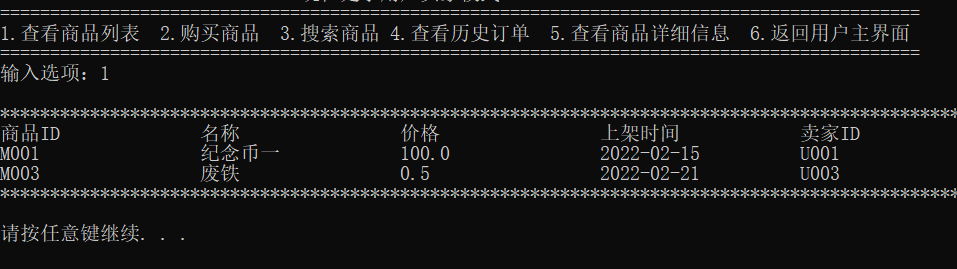 ================================================================================================
1.查看商品列表  2.购买商品  3.搜索商品 4.查看历史订单  5.查看商品详细信息  6.返回用户主界面
================================================================================================
输入选项：1
************************************************************************************************
商品ID 名称 价格 上架时间 卖家ID
M001 纪念币一 100.0 2022-02-15 U001
M003 废铁 0.5 2022-02-21 U003
************************************************************************************************
请按任意键继续. . .